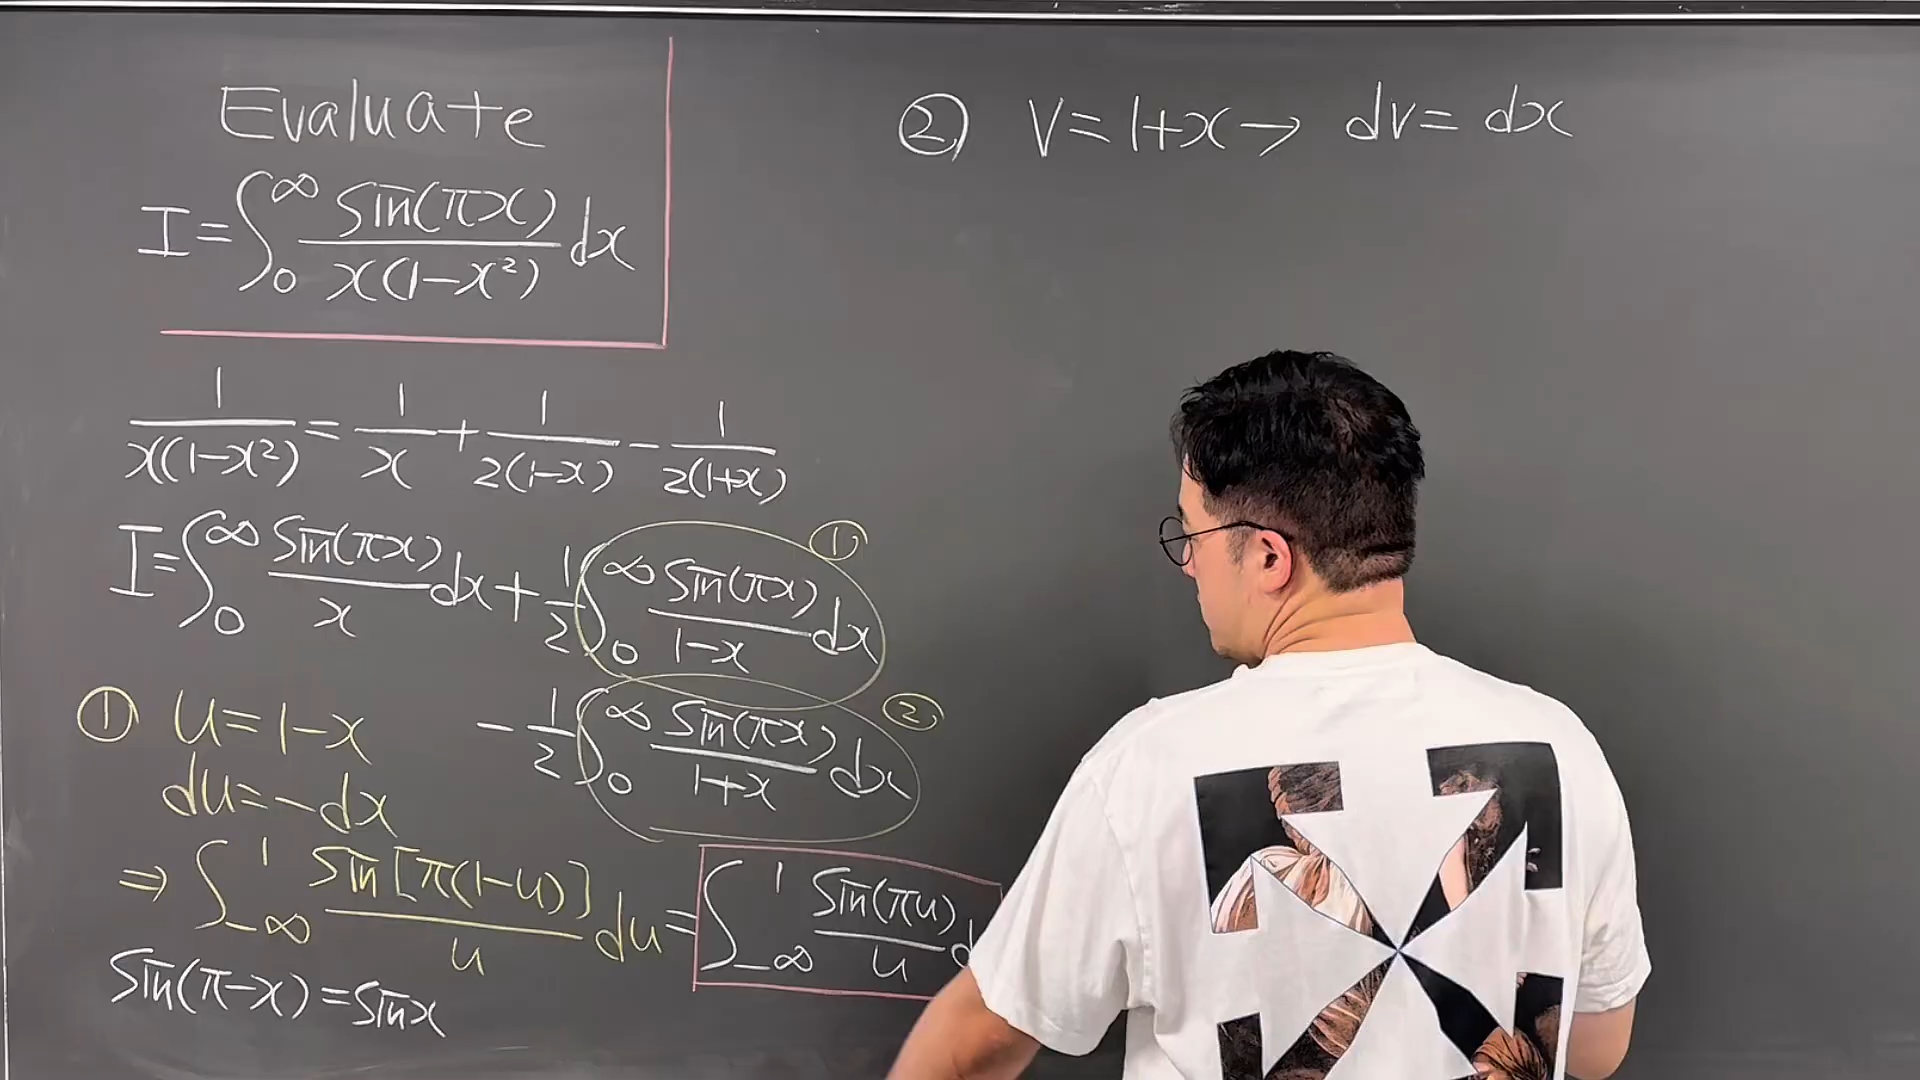 Evaluate
I=∫₀^∞ sin(πx)/(x(1-x²)) dx
1/(x(1-x²)) = 1/x + 1/(2(1-x)) - 1/(2(1+x))
I=∫₀^∞ sin(πx)/x dx + 1/2 ∫₀^∞ sin(πx)/(1-x) dx ①
- 1/2 ∫₀^∞ sin(πx)/(1+x) dx ②
① u=1-x
du=-dx
⇒ ∫_{-∞}^1 sin[π(1-u)]/u du = ∫_{-∞}^1 sin(πu)/u
sin(π-x)=sinx
② v=1+x → dv=dx